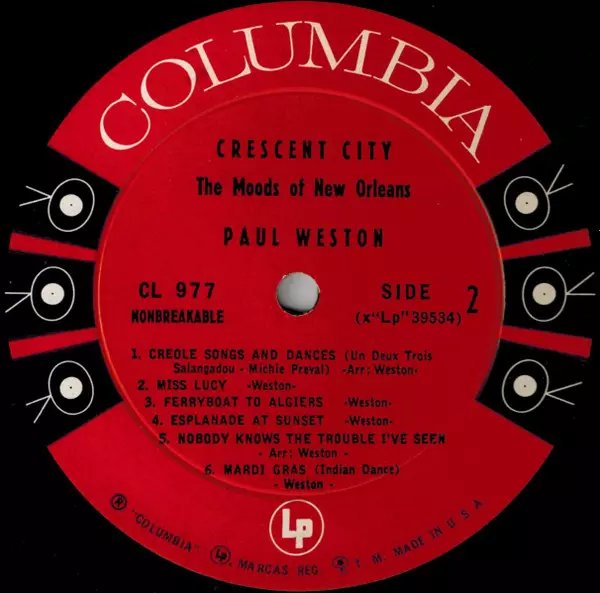 COLUMBIA
CRESCENT CITY
The Moods of New Orleans
PAUL WESTON
CL 977
NONBREAKABLE
SIDE 2
(x"Lp" 39534)
1. CREOLE SONGS AND DANCES (Un Deux Trois
Salangadou - Michie Preval) -Arr: Weston-
2. MISS LUCY -Weston-
3. FERRYBOAT TO ALGIERS -Weston-
4. ESPLANADE AT SUNSET -Weston-
5. NOBODY KNOWS THE TROUBLE I'VE SEEN
- Arr: Weston -
6. MARDI GRAS (Indian Dance)
- Weston -
Lp
® "COLUMBIA" Lp, MARCAS REG. T. M. MADE IN U S A